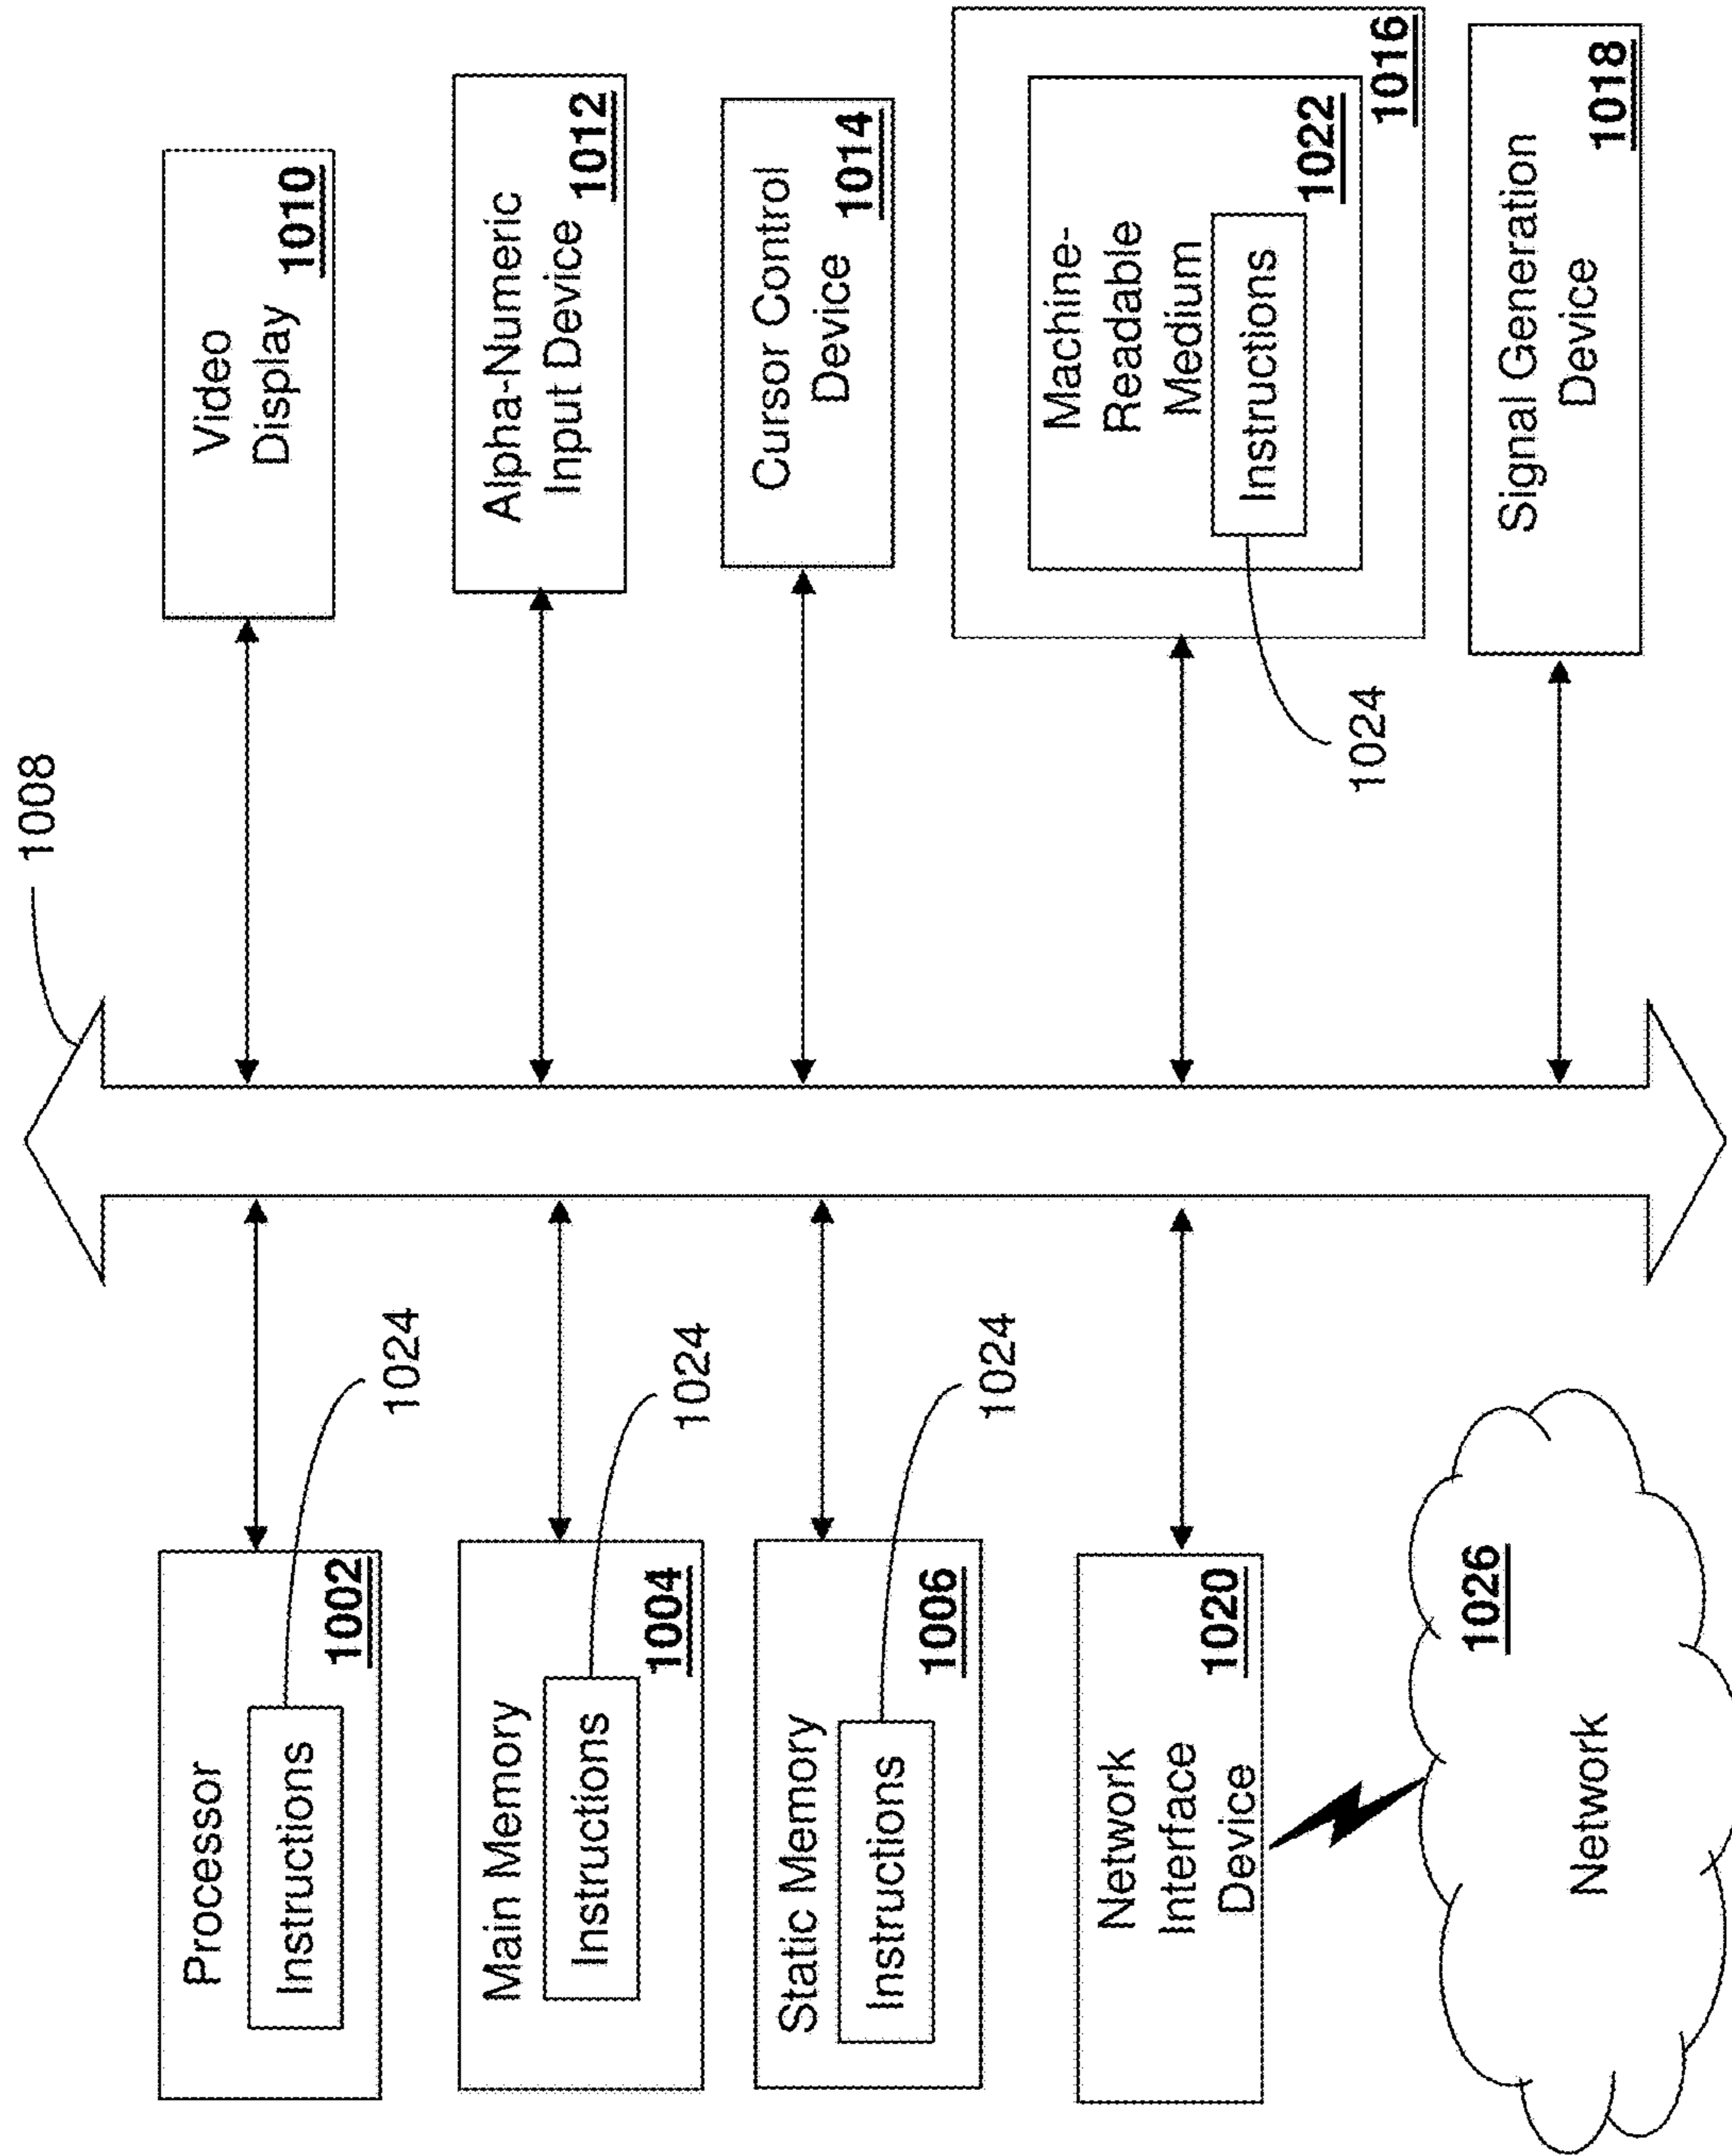 1008
Processor
Instructions
1002
1024
Main Memory
Instructions
1004
1024
Static Memory
Instructions
1006
1024
Network
Interface
Device
1020
1026
Network
Video
Display
1010
Alpha-Numeric
Input Device
1012
Cursor Control
Device
1014
Machine-
Readable
Medium
Instructions
1022
1016
1024
Signal Generation
Device
1018